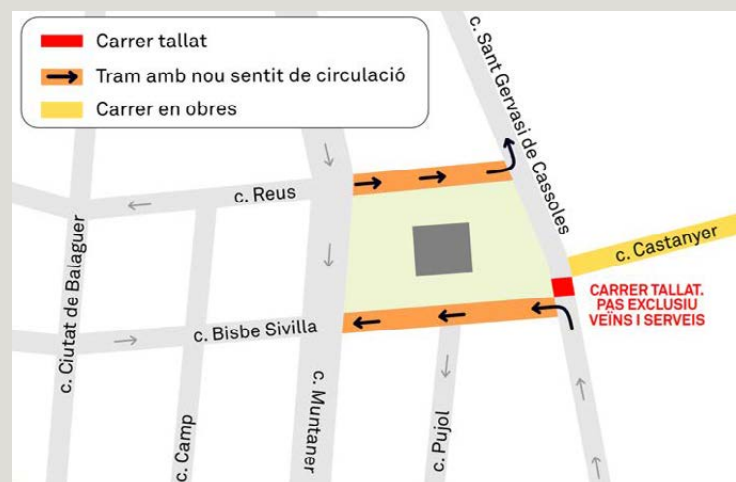 Carrer tallat
Tram amb nou sentit de circulació
Carrer en obres
c. Sant Gervasi de Cassoles
c. Reus
c. Castanyer
c. Ciutat de Balaguer
CARRER TALLAT.
PAS EXCLUSIU
VEÏNS I SERVEIS
c. Bisbe Sivilla
c. Camp
c. Muntaner
c. Pujol